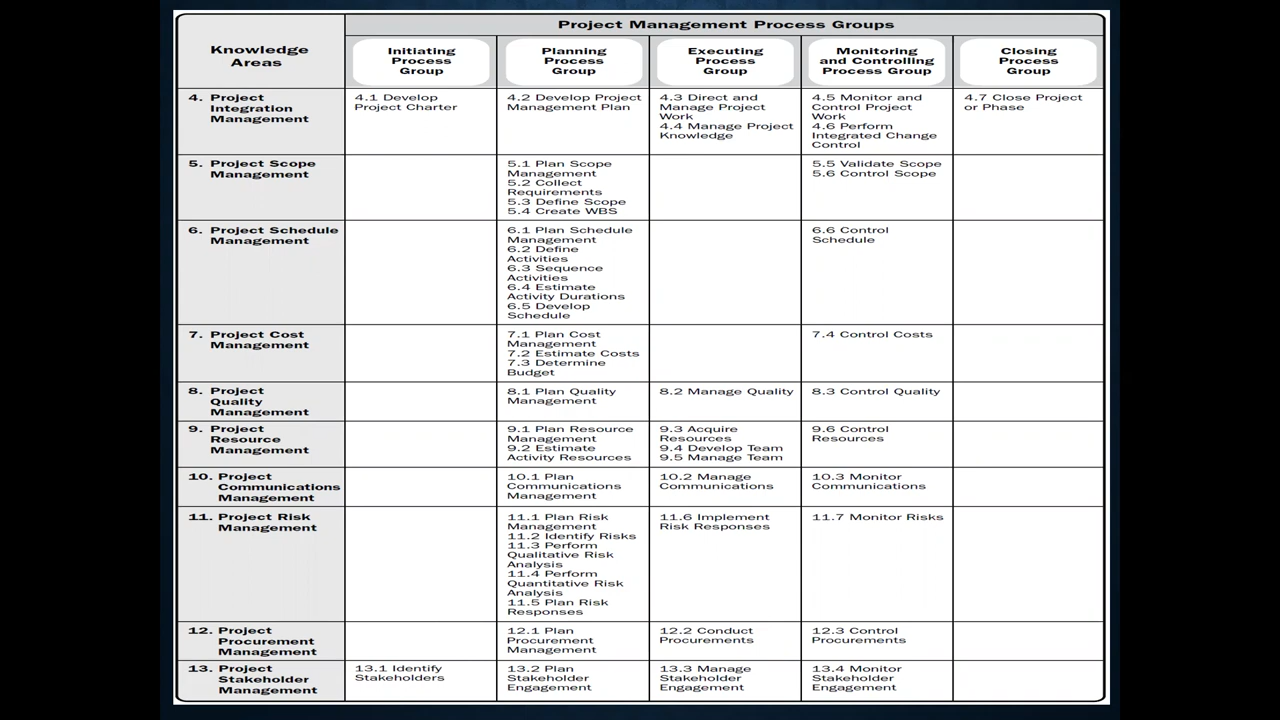 Project Management Process Groups
Knowledge
Areas
Initiating
Process
Group
Planning
Process
Group
Executing
Process
Group
Monitoring
and Controlling
Process Group
Closing
Process
Group
4. Project
Integration
Management
4.1 Develop
Project Charter
4.2 Develop Project
Management Plan
4.3 Direct and
Manage Project
Work
4.4 Manage Project
Knowledge
4.5 Monitor and
Control Project
Work
4.6 Perform
Integrated Change
Control
4.7 Close Project
or Phase
5. Project Scope
Management
5.1 Plan Scope
Management
5.2 Collect
Requirements
5.3 Define Scope
5.4 Create WBS
5.5 Validate Scope
5.6 Control Scope
6. Project Schedule
Management
6.1 Plan Schedule
Management
6.2 Define
Activities
6.3 Sequence
Activities
6.4 Estimate
Activity Durations
6.5 Develop
Schedule
6.6 Control
Schedule
7. Project Cost
Management
7.1 Plan Cost
Management
7.2 Estimate Costs
7.3 Determine
Budget
7.4 Control Costs
8. Project
Quality
Management
8.1 Plan Quality
Management
8.2 Manage Quality
8.3 Control Quality
9. Project
Resource
Management
9.1 Plan Resource
Management
9.2 Estimate
Activity Resources
9.3 Acquire
Resources
9.4 Develop Team
9.5 Manage Team
9.6 Control
Resources
10. Project
Communications
Management
10.1 Plan
Communications
Management
10.2 Manage
Communications
10.3 Monitor
Communications
11. Project Risk
Management
11.1 Plan Risk
Management
11.2 Identify Risks
11.3 Perform
Qualitative Risk
Analysis
11.4 Perform
Quantitative Risk
Analysis
11.5 Plan Risk
Responses
11.6 Implement
Risk Responses
11.7 Monitor Risks
12. Project
Procurement
Management
12.1 Plan
Procurement
Management
12.2 Conduct
Procurements
12.3 Control
Procurements
13. Project
Stakeholder
Management
13.1 Identify
Stakeholders
13.2 Plan
Stakeholder
Engagement
13.3 Manage
Stakeholder
Engagement
13.4 Monitor
Stakeholder
Engagement